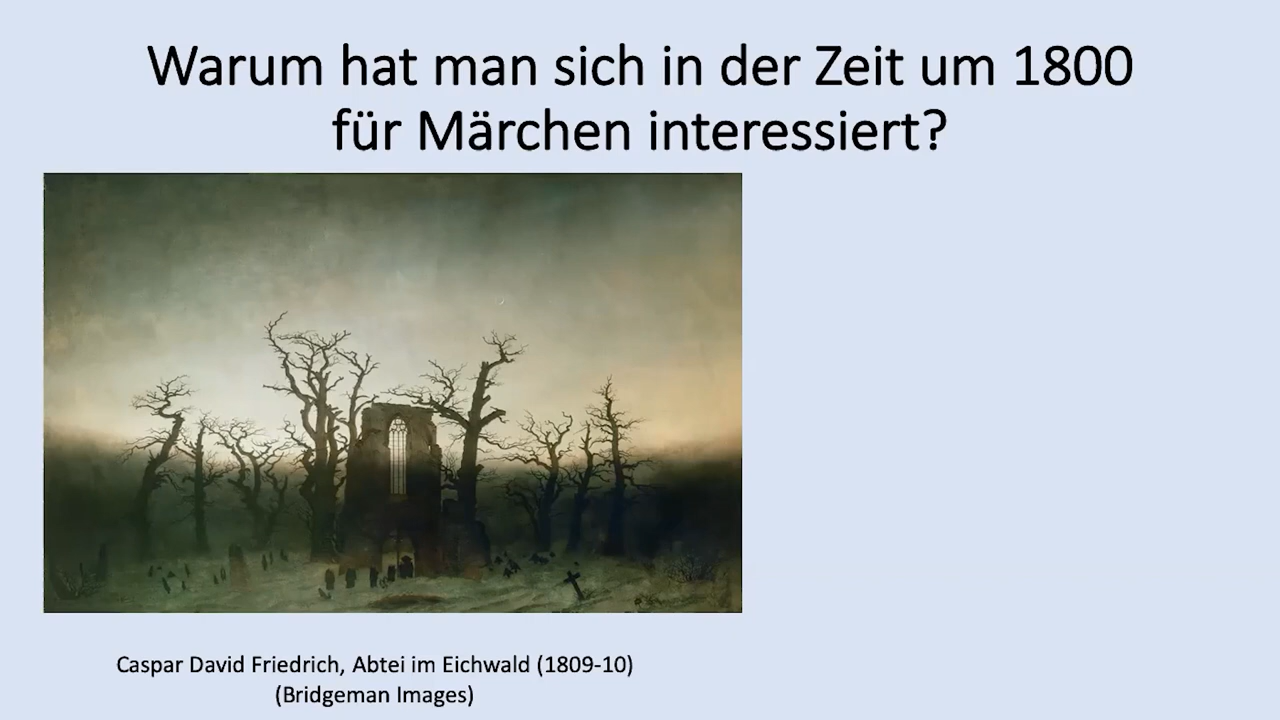 Warum hat man sich in der Zeit um 1800
für Märchen interessiert?
Caspar David Friedrich, Abtei im Eichwald (1809-10)
(Bridgeman Images)